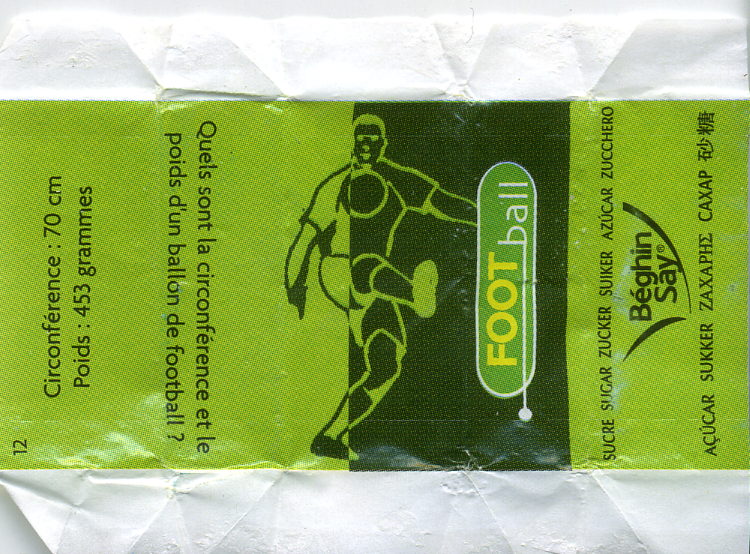 Circonférence : 70 cm
Poids : 453 grammes
12
Quels sont la circonférence et le
poids d'un ballon de football ?
FOOT ball
SUCRE SUGAR ZUCKER SUIKER AZÚCAR ZUCCHERO
Béghin
Say®
AÇÚCAR SUKKER ΖΑΧΑΡΗΣ САХАР 砂糖